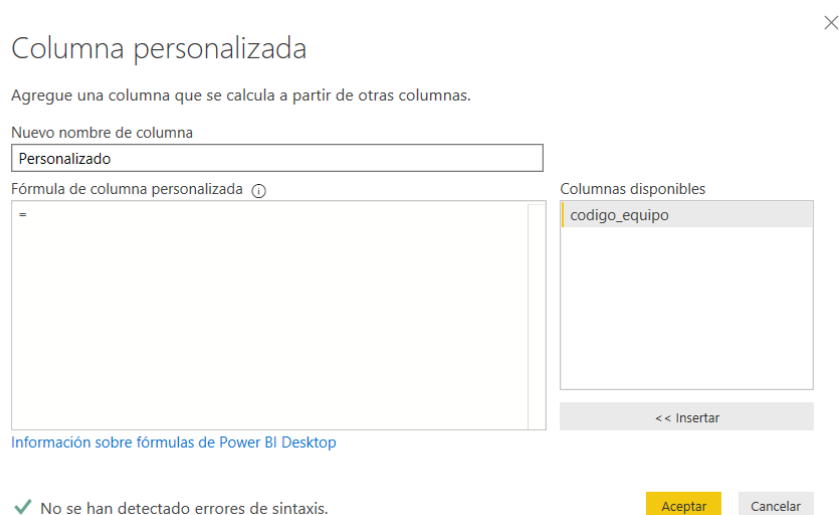 Columna personalizada
Agregue una columna que se calcula a partir de otras columnas.
Nuevo nombre de columna
Personalizado
Fórmula de columna personalizada
Columnas disponibles
=
codigo_equipo
<< Insertar
Información sobre fórmulas de Power BI Desktop
No se han detectado errores de sintaxis.
Aceptar
Cancelar